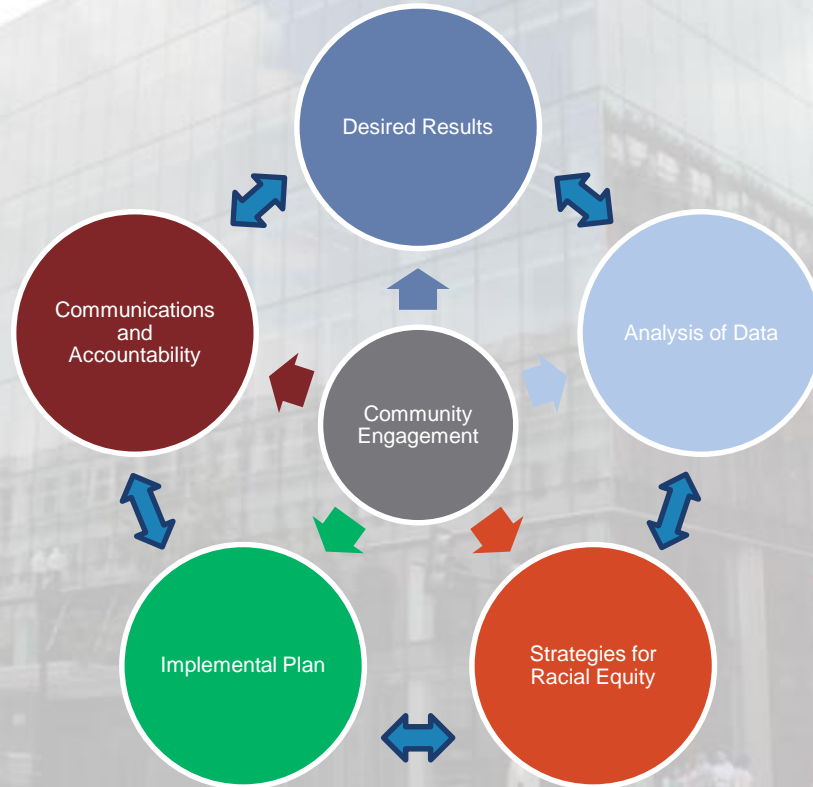 Desired Results
Communications
and
Accountability
Analysis of Data
Community
Engagement
Implemental Plan
Strategies for
Racial Equity